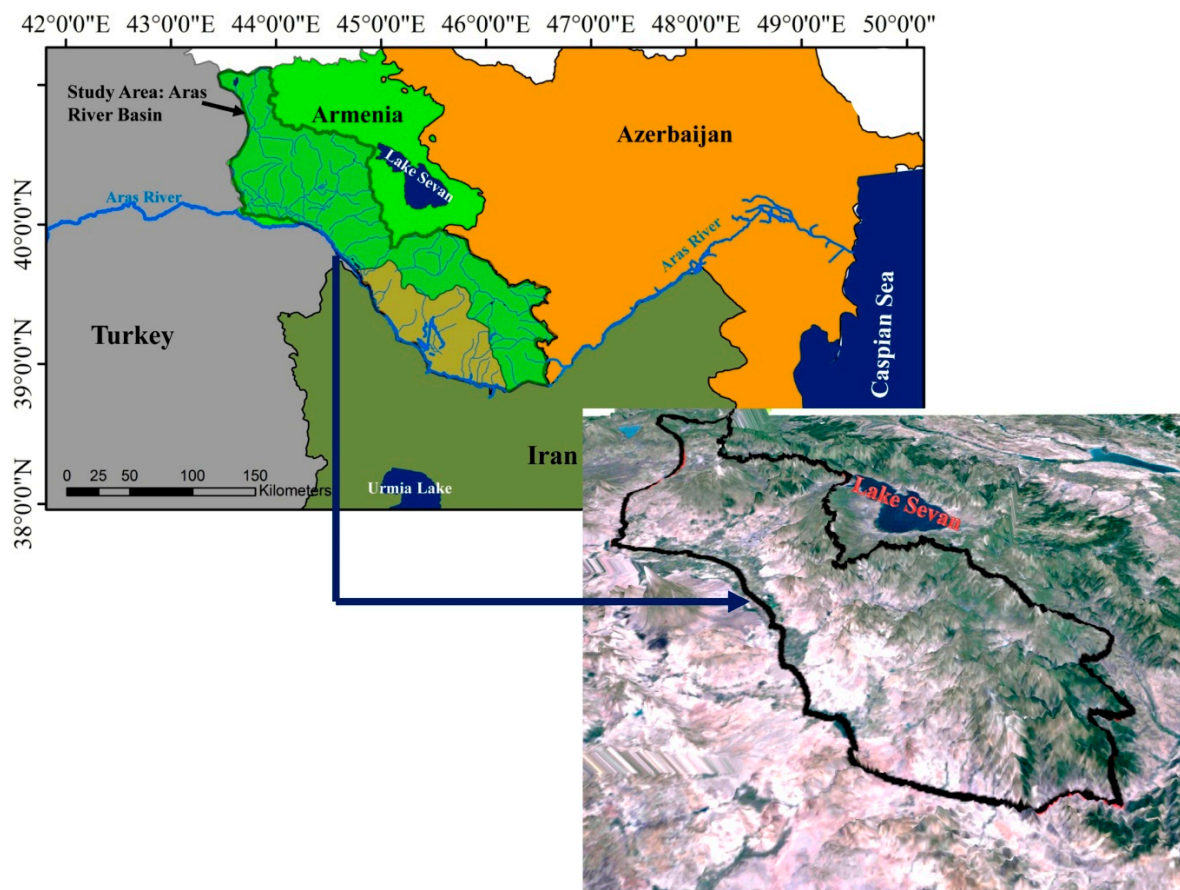 42°0'0"E 43°0'0"E 44°0'0"E 45°0'0"E 46°0'0"E 47°0'0"E 48°0'0"E 49°0'0"E 50°0'0"
Study Area: Aras
River Basin
Armenia
Azerbaijan
Lake Sevan
Aras River
40°0'0"N
Aras River
Turkey
Caspian Sea
39°0'0"N
Iran
0 25 50 100 150
Kilometers
Urmia Lake
38°0'0"N
Lake Sevan